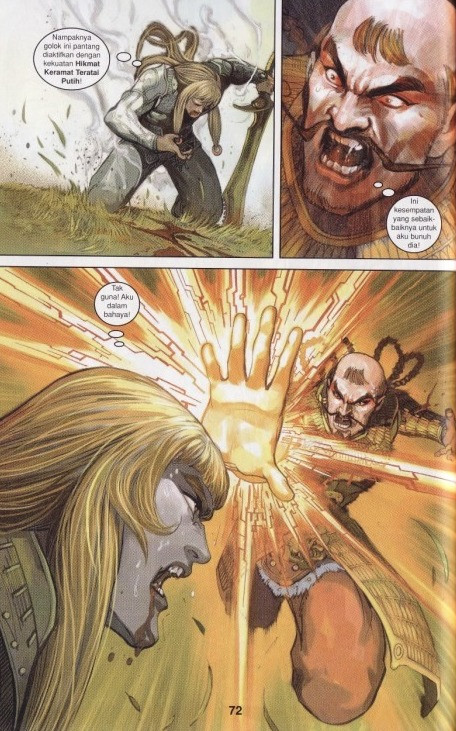 Nampaknya
golok ini pantang
diaktifkan dengan
kekuatan Hikmat
Keramat Teratai
Putih!
Ini
kesempatan
yang sebaik-
baiknya untuk
aku bunuh
dia!
Tak
guna! Aku
dalam
bahaya!
72